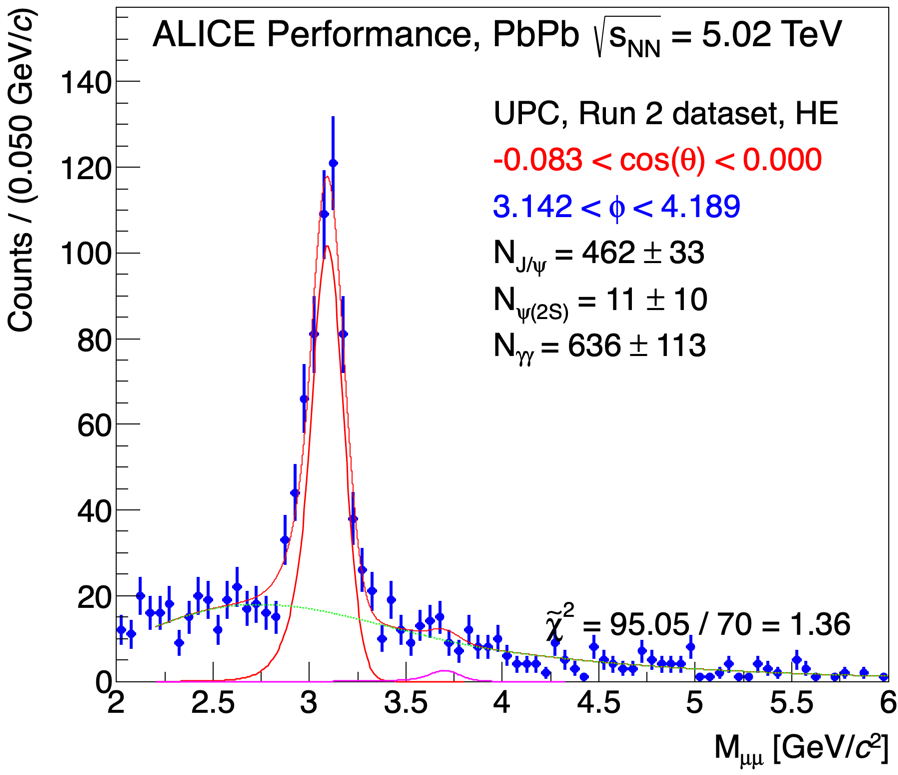 ALICE Performance, PbPb √sNN = 5.02 TeV
UPC, Run 2 dataset, HE
-0.083 < cos(θ) < 0.000
3.142 < φ < 4.189
NJ/ψ = 462 ± 33
Nψ(2S) = 11 ± 10
Nγγ = 636 ± 113
χ̃2 = 95.05 / 70 = 1.36
Counts / (0.050 GeV/c)
140
120
100
80
60
40
20
0
2 2.5 3 3.5 4 4.5 5 5.5 6
Mμμ [GeV/c2]